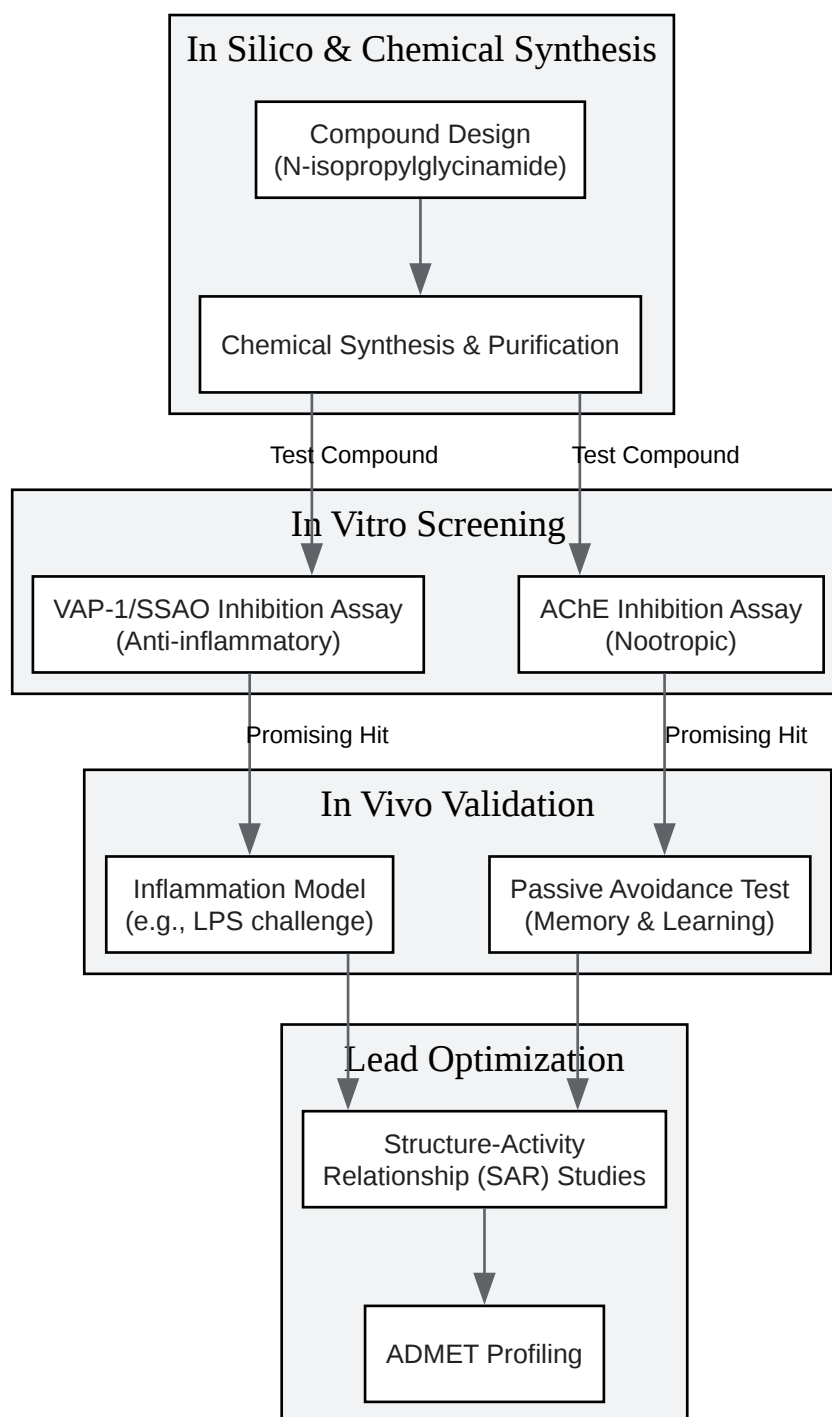 In Silico & Chemical Synthesis
Compound Design
(N-isopropylglycinamide)
Chemical Synthesis & Purification
Test Compound
Test Compound
In Vitro Screening
VAP-1/SSAO Inhibition Assay
(Anti-inflammatory)
AChE Inhibition Assay
(Nootropic)
Promising Hit
Promising Hit
In Vivo Validation
Inflammation Model
(e.g., LPS challenge)
Passive Avoidance Test
(Memory & Learning)
Lead Optimization
Structure-Activity
Relationship (SAR) Studies
ADMET Profiling